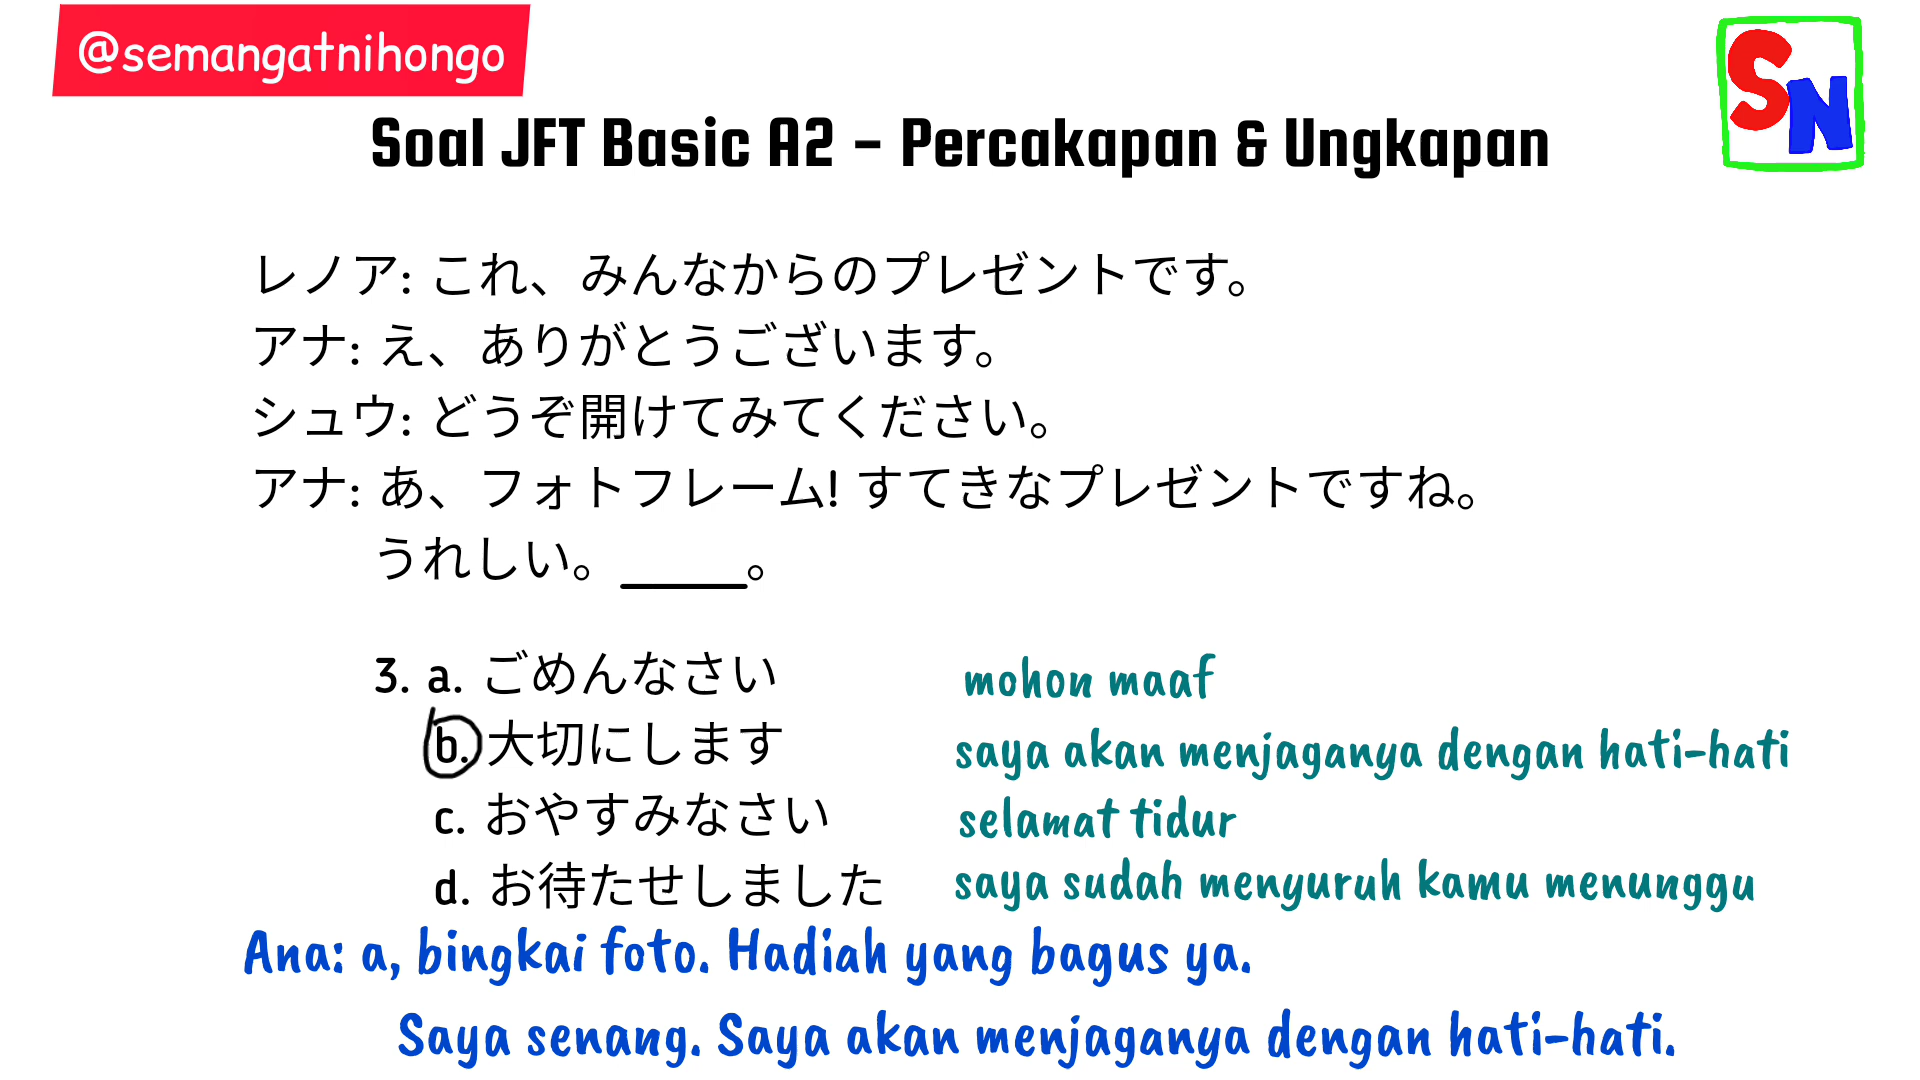 @semangatnihongo
SN
Soal JFT Basic A2 - Percakapan & Ungkapan
レノア: これ、みんなからのプレゼントです。
アナ: え、ありがとうございます。
シュウ: どうぞ開けてみてください。
アナ: あ、フォトフレーム! すてきなプレゼントですね。
うれしい。_____。
3. a. ごめんなさい mohon maaf
b. 大切にします saya akan menjaganya dengan hati-hati
c. おやすみなさい selamat tidur
d. お待たせしました saya sudah menyuruh kamu menunggu
Ana: a, bingkai foto. Hadiah yang bagus ya.
Saya senang. Saya akan menjaganya dengan hati-hati.